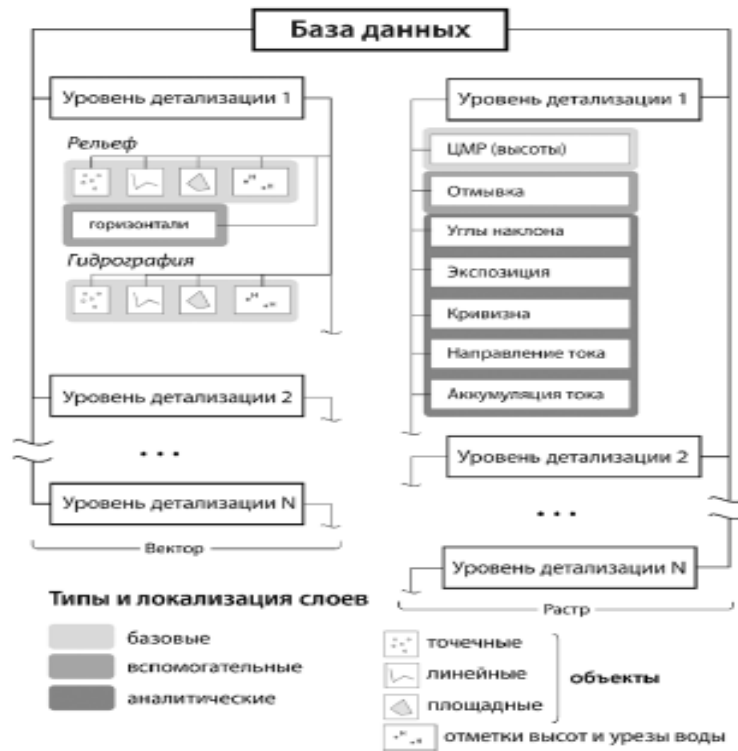 База данных
Уровень детализации 1
Рельеф
горизонтали
Гидрография
Уровень детализации 2
...
Уровень детализации N
Вектор
Уровень детализации 1
ЦМР (высоты)
Отмывка
Углы наклона
Экспозиция
Кривизна
Направление тока
Аккумуляция тока
Уровень детализации 2
...
Уровень детализации N
Растр
Типы и локализация слоев
базовые
вспомогательные
аналитические
точечные
линейные
площадные
объекты
отметки высот и урезы воды